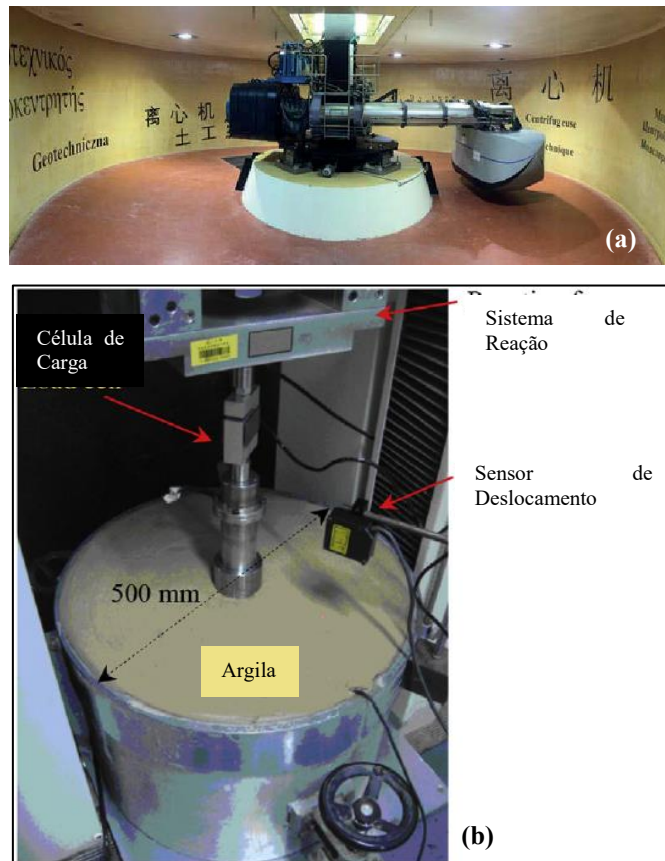 οτεχνικός
οκεντρητής
Geotechniczna
离心机
土工
离心机
Centrifugeuse
technique
(a)
Célula de
Carga
Sistema de
Reação
Sensor de
Deslocamento
500 mm
Argila
(b)